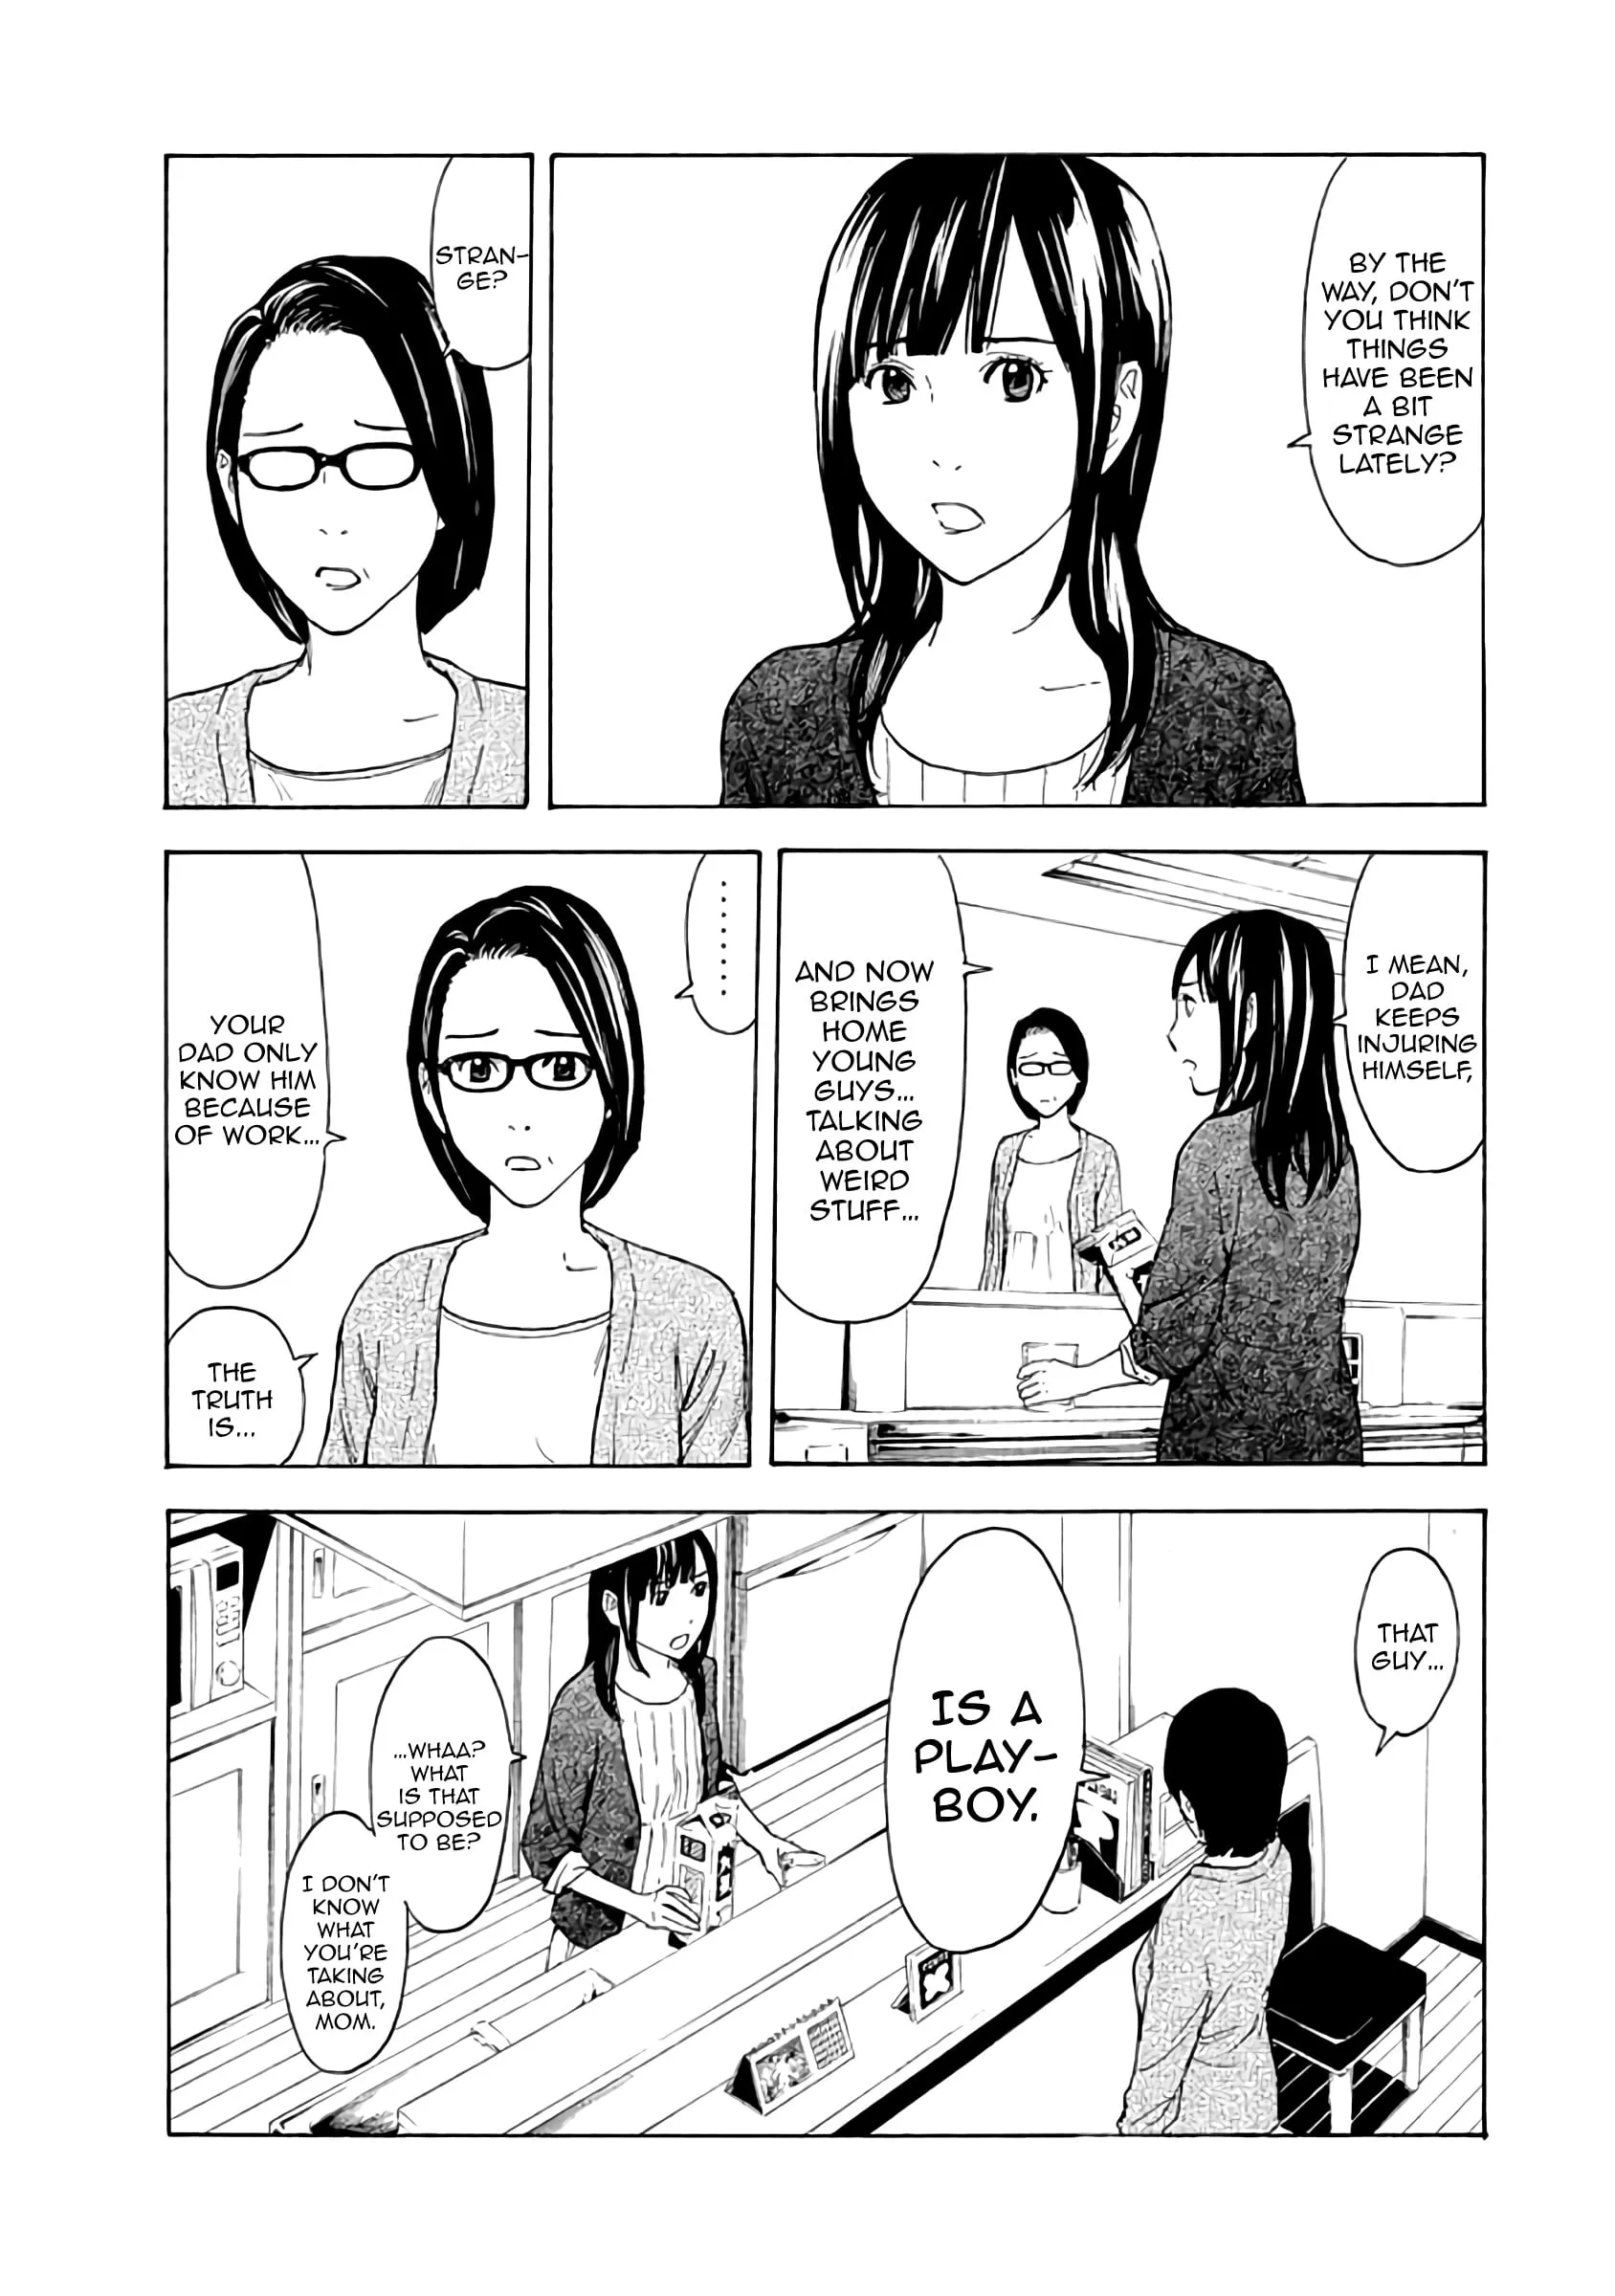 BY THE
WAY, DON'T
YOU THINK
THINGS
HAVE BEEN
A BIT
STRANGE
LATELY?
STRAN-
GE?
I MEAN,
DAD
KEEPS
INJURING
HIMSELF,
AND NOW
BRINGS
HOME
YOUNG
GUYS...
TALKING
ABOUT
WEIRD
STUFF...
........
YOUR
DAD ONLY
KNOW HIM
BECAUSE
OF WORK...
THE
TRUTH
IS...
THAT
GUY...
IS A
PLAY-
BOY.
...WHAA?
WHAT
IS THAT
SUPPOSED
TO BE?
I DON'T
KNOW
WHAT
YOU'RE
TAKING
ABOUT,
MOM.